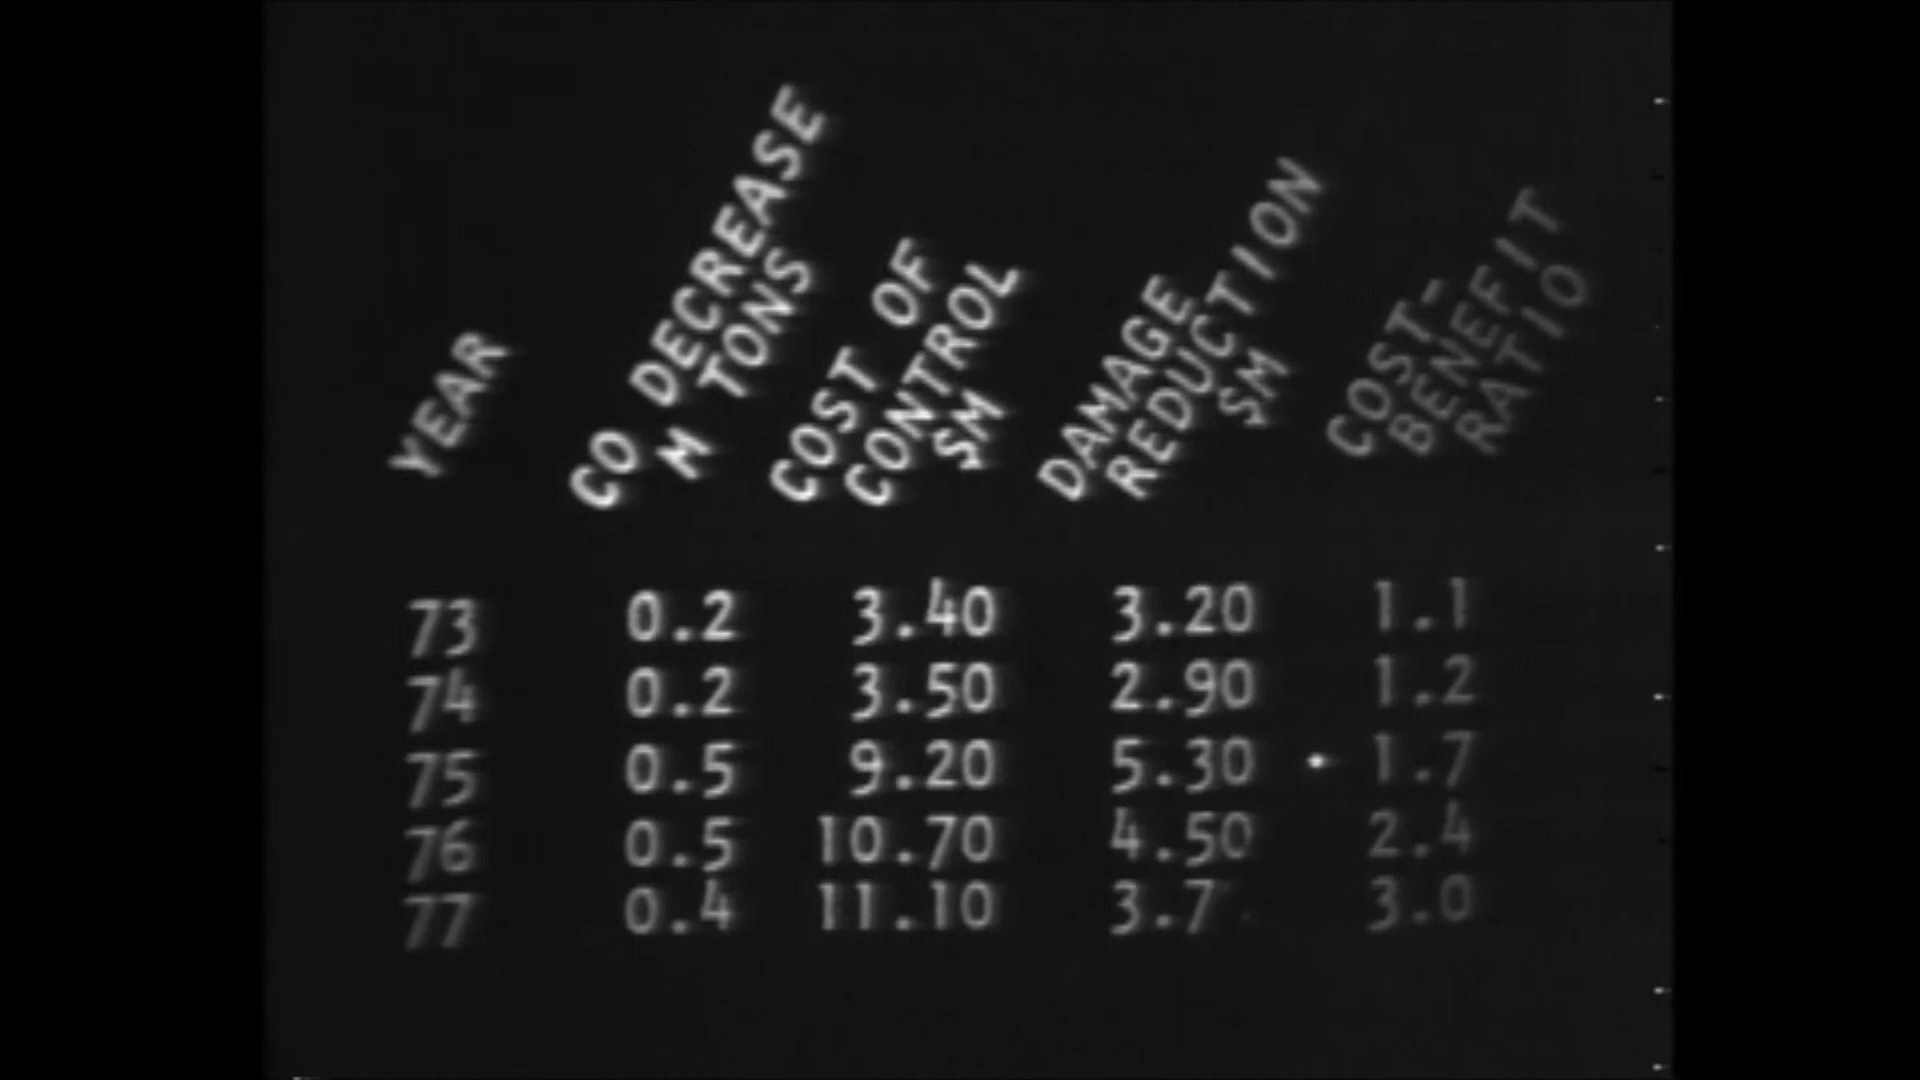 YEAR
CO DECREASE
M TONS
COST OF
CONTROL
$M
DAMAGE
REDUCTION
$M
COST-
BENEFIT
RATIO
73 0.2 3.40 3.20 1.1
74 0.2 3.50 2.90 1.2
75 0.5 9.20 5.30 1.7
76 0.5 10.70 4.50 2.4
77 0.4 11.10 3.7 3.0